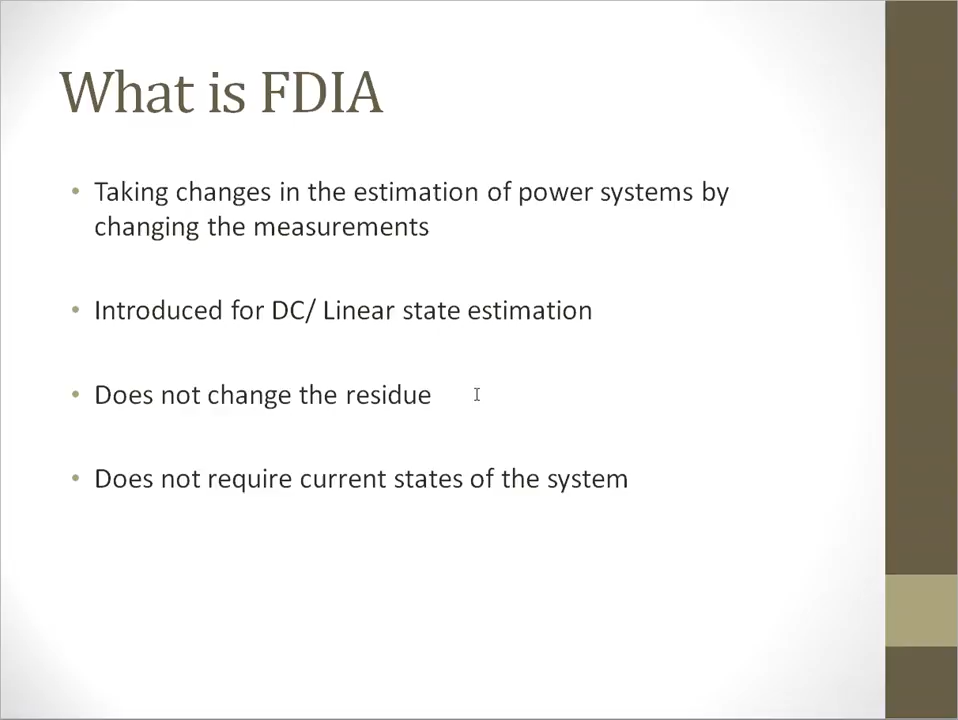 What is FDIA
• Taking changes in the estimation of power systems by
changing the measurements
• Introduced for DC/ Linear state estimation
• Does not change the residue
• Does not require current states of the system